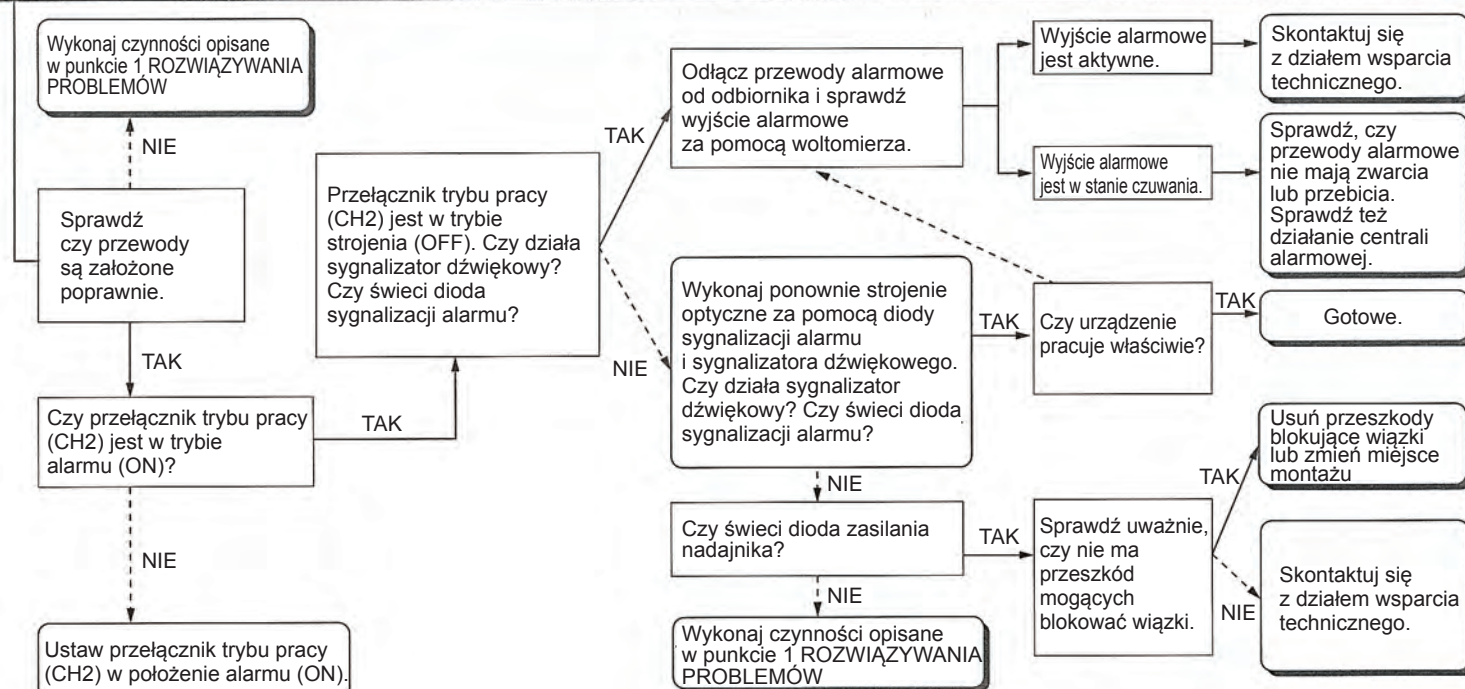 Wykonaj czynności opisane
w punkcie 1 ROZWIĄZYWANIA
PROBLEMÓW
NIE
Sprawdź
czy przewody
są założone
poprawnie.
TAK
Czy przełącznik trybu pracy
(CH2) jest w trybie
alarmu (ON)?
TAK
NIE
Ustaw przełącznik trybu pracy
(CH2) w położenie alarmu (ON).
Przełącznik trybu pracy
(CH2) jest w trybie
strojenia (OFF). Czy działa
sygnalizator dźwiękowy?
Czy świeci dioda
sygnalizacji alarmu?
TAK
NIE
Odłącz przewody alarmowe
od odbiornika i sprawdź
wyjście alarmowe
za pomocą woltomierza.
Wyjście alarmowe
jest aktywne.
Skontaktuj się
z działem wsparcia
technicznego.
Wyjście alarmowe
jest w stanie czuwania.
Sprawdź, czy
przewody alarmowe
nie mają zwarcia
lub przebicia.
Sprawdź też
działanie centrali
alarmowej.
Wykonaj ponownie strojenie
optyczne za pomocą diody
sygnalizacji alarmu
i sygnalizatora dźwiękowego.
Czy działa sygnalizator
dźwiękowy? Czy świeci dioda
sygnalizacji alarmu?
TAK
Czy urządzenie
pracuje właściwie?
TAK
Gotowe.
NIE
Czy świeci dioda zasilania
nadajnika?
TAK
Sprawdź uważnie,
czy nie ma
przeszkód
mogących
blokować wiązki.
TAK
Usuń przeszkody
blokujące wiązki
lub zmień miejsce
montażu
NIE
Skontaktuj się
z działem wsparcia
technicznego.
NIE
Wykonaj czynności opisane
w punkcie 1 ROZWIĄZYWANIA
PROBLEMÓW